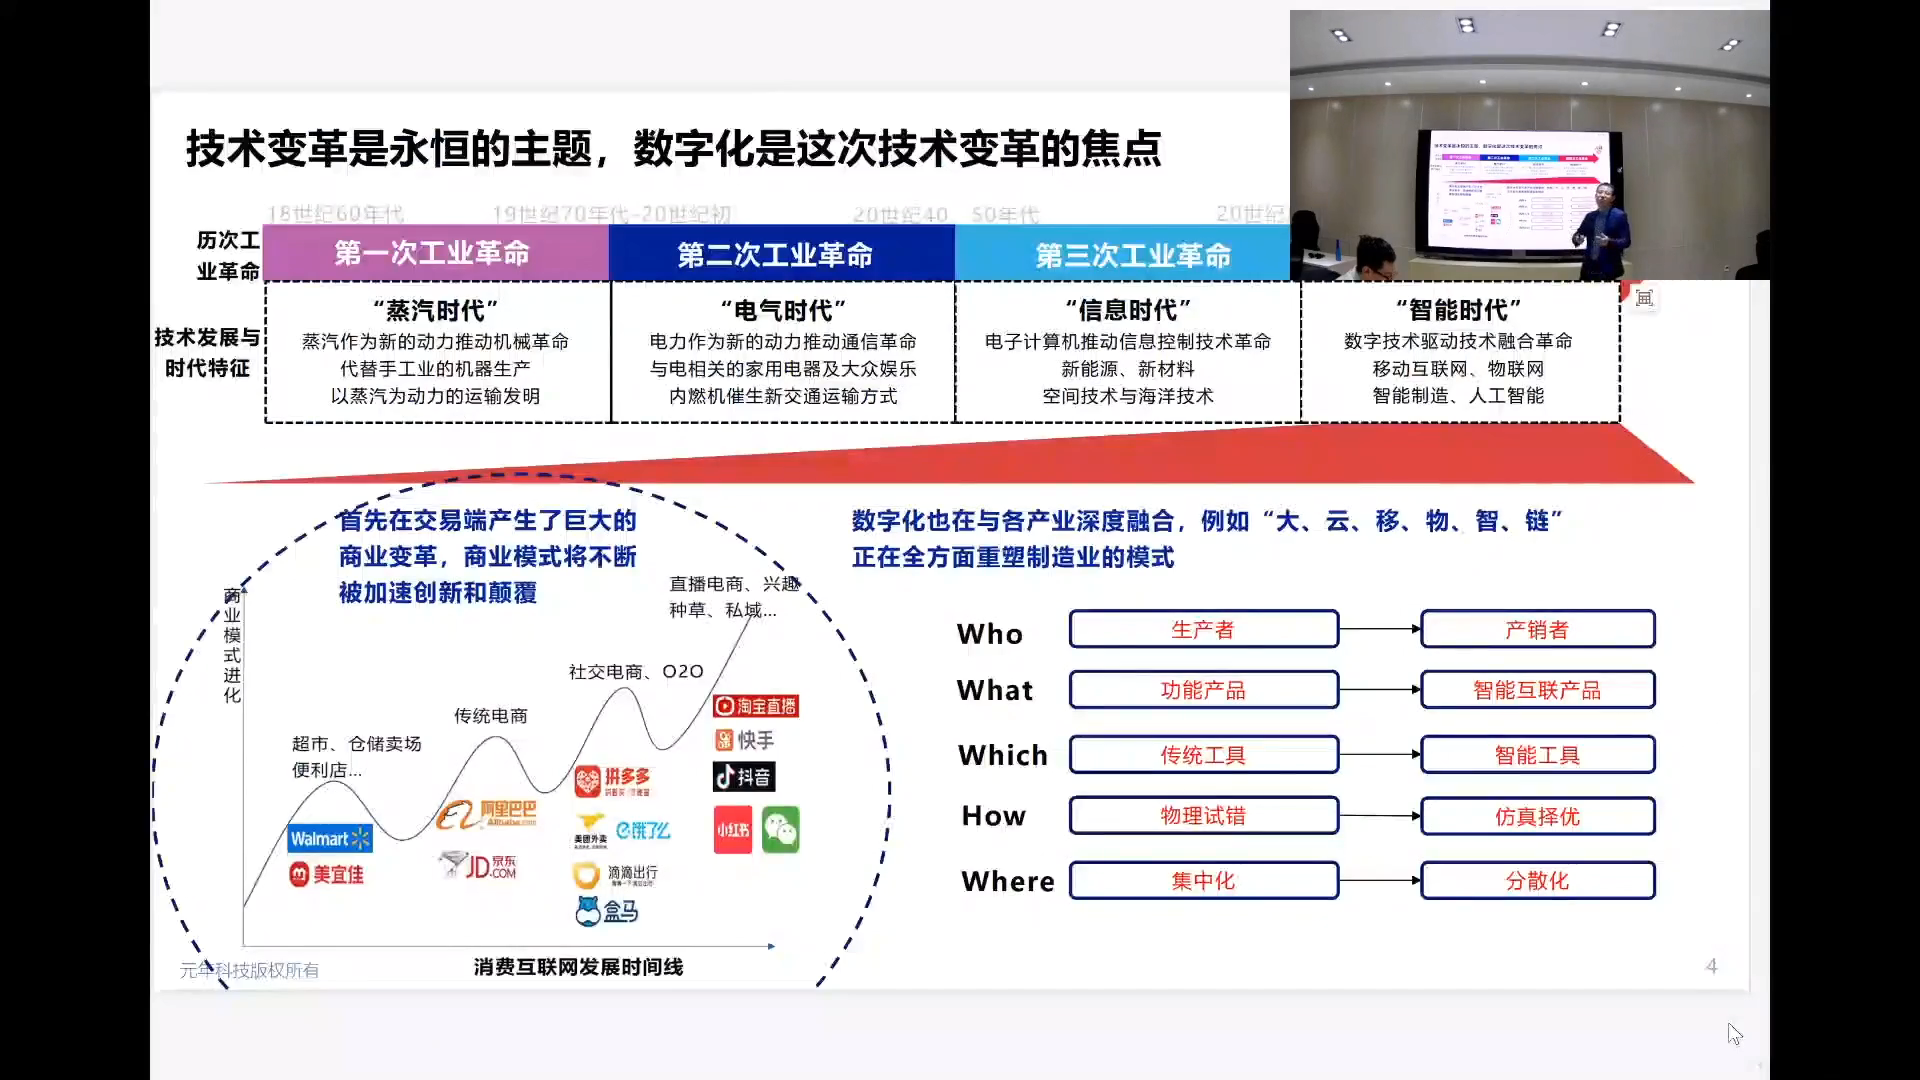 技术变革是永恒的主题，数字化是这次技术变革的焦点
18世纪60年代
19世纪70年代-20世纪初
20世纪40 50年代
20世纪
历次工
业革命
第一次工业革命
第二次工业革命
第三次工业革命
技术发展与
时代特征
“蒸汽时代”
蒸汽作为新的动力推动机械革命
代替手工业的机器生产
以蒸汽为动力的运输发明
“电气时代”
电力作为新的动力推动通信革命
与电相关的家用电器及大众娱乐
内燃机催生新交通运输方式
“信息时代”
电子计算机推动信息控制技术革命
新能源、新材料
空间技术与海洋技术
“智能时代”
数字技术驱动技术融合革命
移动互联网、物联网
智能制造、人工智能
首先在交易端产生了巨大的
商业变革，商业模式将不断
被加速创新和颠覆
商业模式进化
超市、仓储卖场
便利店...
传统电商
社交电商、O2O
直播电商、兴趣
种草、私域...
Walmart
美宜佳
阿里巴巴
Alibaba.com
JD 京东
.COM
拼多多
美团外卖
饿了么
滴滴出行
盒马
淘宝直播
快手
抖音
小红书
消费互联网发展时间线
数字化也在与各产业深度融合，例如“大、云、移、物、智、链”
正在全方面重塑制造业的模式
Who 生产者 产销者
What 功能产品 智能互联产品
Which 传统工具 智能工具
How 物理试错 仿真择优
Where 集中化 分散化
元年科技版权所有
4